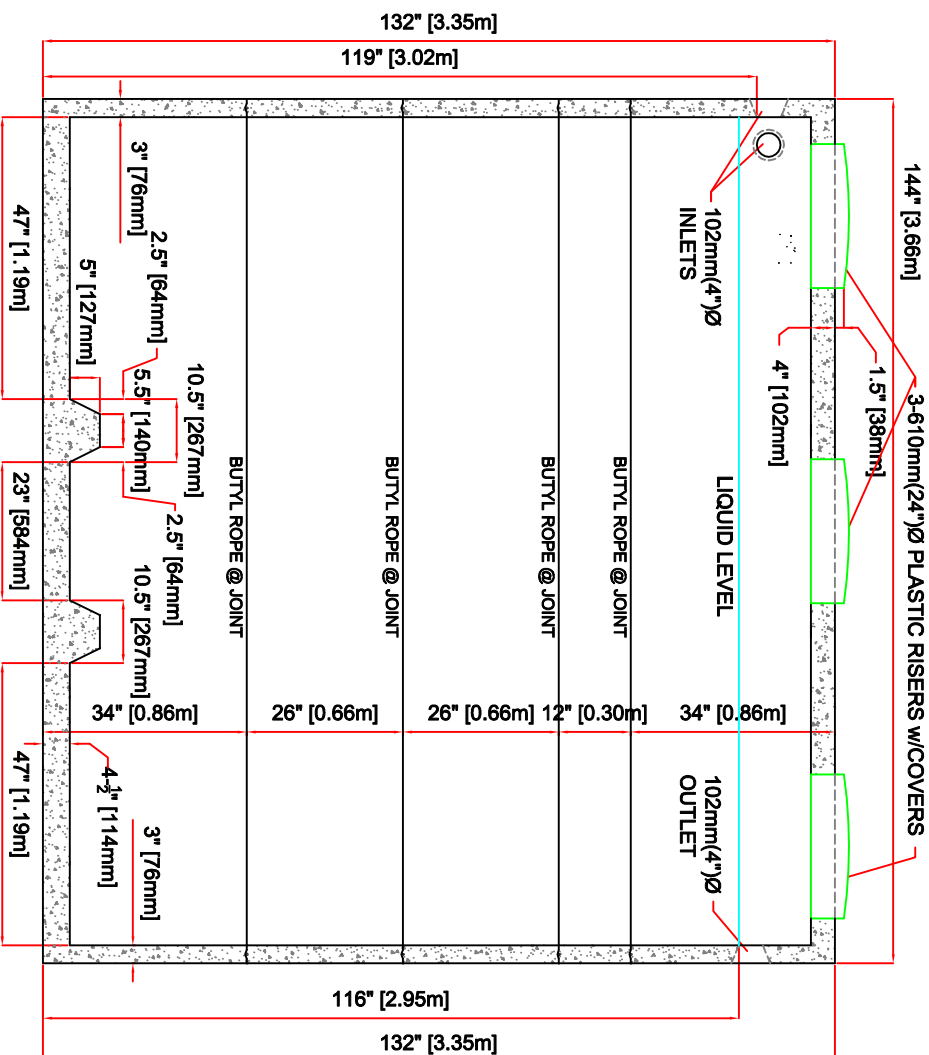 132" [3.35m]
119" [3.02m]
144" [3.66m]
3-610mm(24")Ø PLASTIC RISERS w/COVERS
1.5" [38mm]
4" [102mm]
102mm(4")Ø
INLETS
LIQUID LEVEL
102mm(4")Ø
OUTLET
BUTYL ROPE @ JOINT
BUTYL ROPE @ JOINT
BUTYL ROPE @ JOINT
BUTYL ROPE @ JOINT
34" [0.86m]
12" [0.30m]
26" [0.66m]
26" [0.66m]
34" [0.86m]
3" [76mm]
2.5" [64mm]
5" [127mm]
10.5" [267mm]
5.5" [140mm]
2.5" [64mm]
10.5" [267mm]
4-1/2" [114mm]
3" [76mm]
47" [1.19m]
23" [584mm]
47" [1.19m]
116" [2.95m]
132" [3.35m]